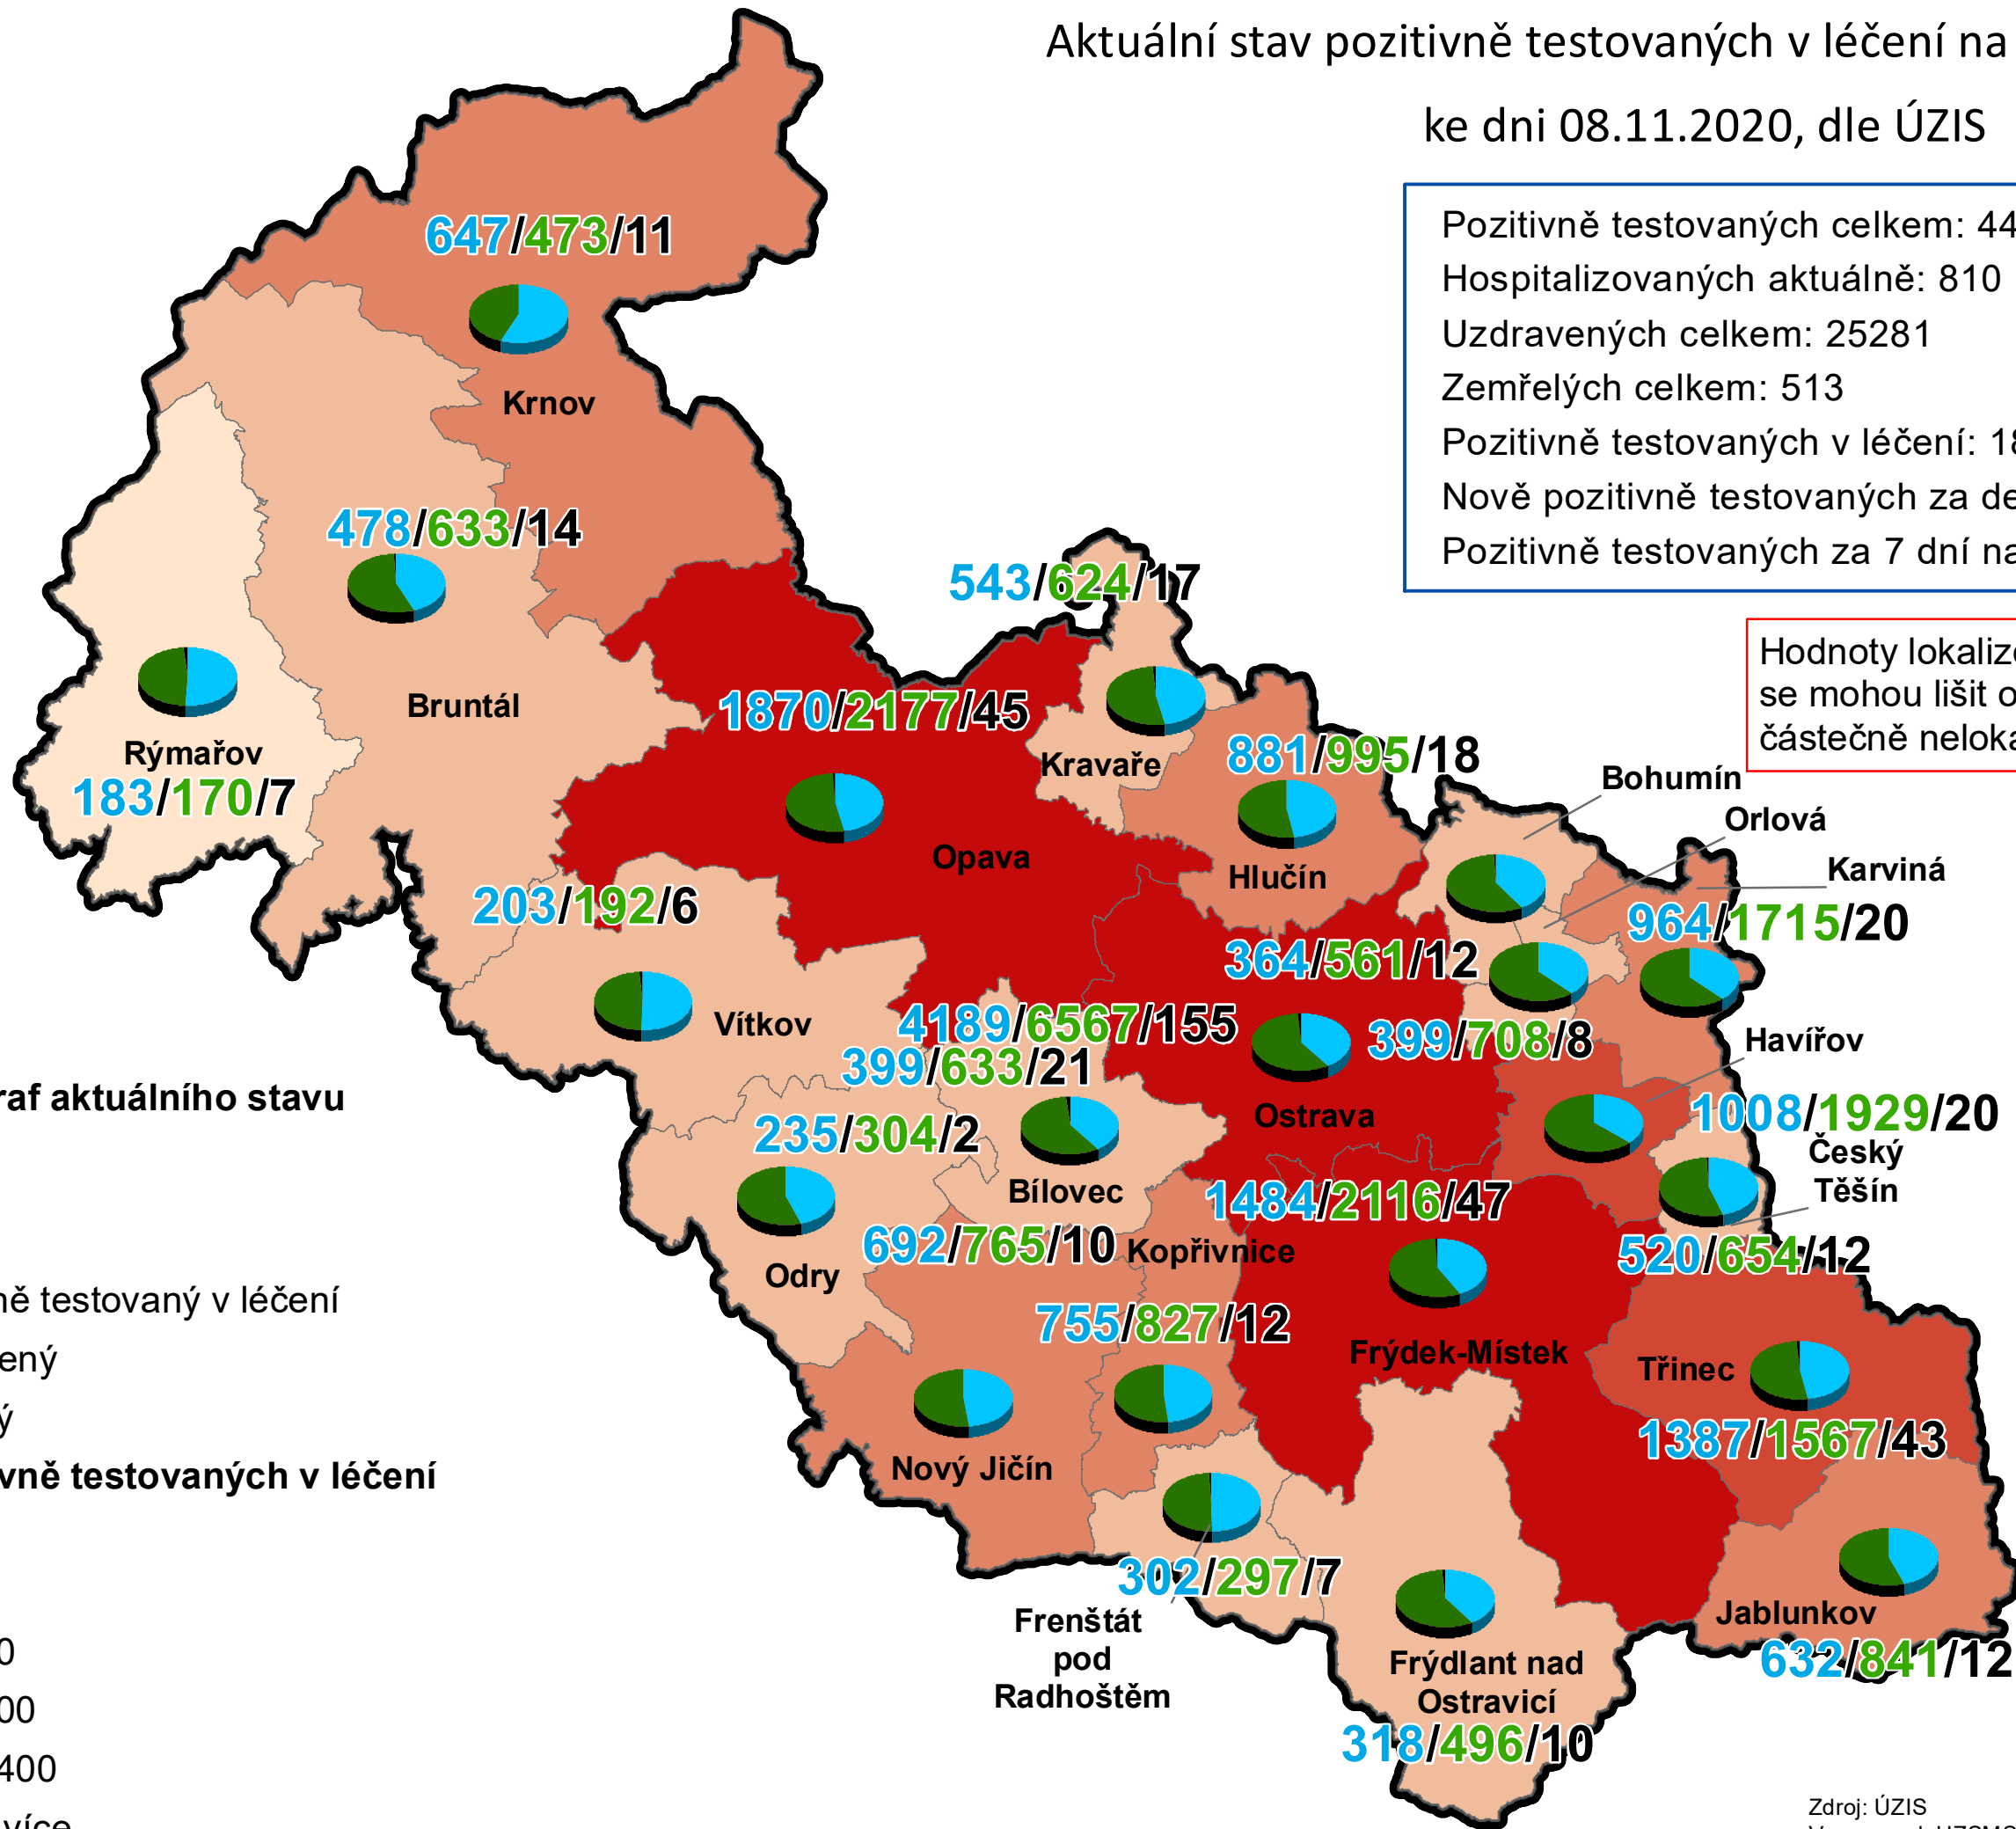 Aktuální stav pozitivně testovaných v léčení na
ke dni 08.11.2020, dle ÚZIS
Pozitivně testovaných celkem: 44
Hospitalizovaných aktuálně: 810
Uzdravených celkem: 25281
Zemřelých celkem: 513
Pozitivně testovaných v léčení: 18
Nově pozitivně testovaných za de
Pozitivně testovaných za 7 dní na
Hodnoty lokaliz
se mohou lišit o
částečněneloka
647/473/11
Krnov
478/633/14
Bruntál
Rýmařov
183/170/7
543/624/17
Kravaře
1870/2177/45
Opava
881/995/18
Hlučín
Bohumín
Orlová
Karviná
964/1715/20
203/192/6
Vítkov
364/561/12
4189/6567/155
399/708/8
399/633/21
Havířov
Ostrava
1008/1929/20
Český
Těšín
235/304/2
Odry
Bílovec
1484/2116/47
692/765/10
Kopřivnice
520/654/12
755/827/12
Frýdek-Místek
Třinec
1387/1567/43
Nový Jičín
302/297/7
Frenštát
pod
Radhoštěm
Frýdlant nad
Ostravicí
318/496/10
Jablunkov
632/841/12
raf aktuálního stavu
ně testovaný v léčení
ený
ý
vně testovaných v léčení
0
00
400
více
Zdroj: ÚZIS